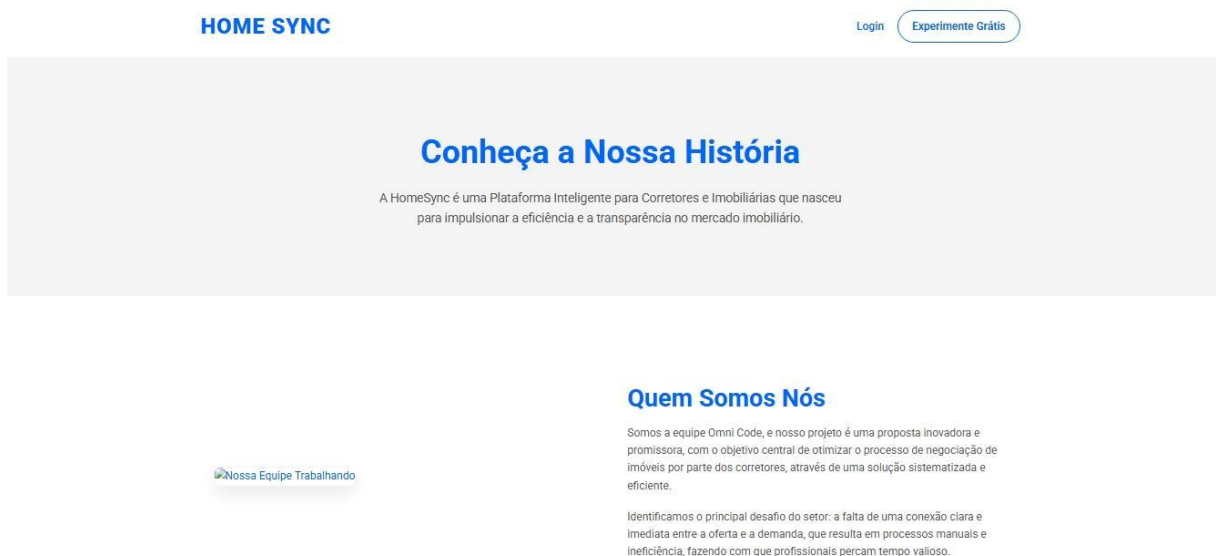 HOME SYNC
Login
Experimente Grátis
Conheça a Nossa História
A HomeSync é uma Plataforma Inteligente para Corretores e Imobiliárias que nasceu
para impulsionar a eficiência e a transparência no mercado imobiliário.
Nossa Equipe Trabalhando
Quem Somos Nós
Somos a equipe Omni Code, e nosso projeto é uma proposta inovadora e
promissora, com o objetivo central de otimizar o processo de negociação de
imóveis por parte dos corretores, através de uma solução sistematizada e
eficiente.
Identificamos o principal desafio do setor: a falta de uma conexão clara e
imediata entre a oferta e a demanda, que resulta em processos manuais e
ineficiência, fazendo com que profissionais percam tempo valioso.